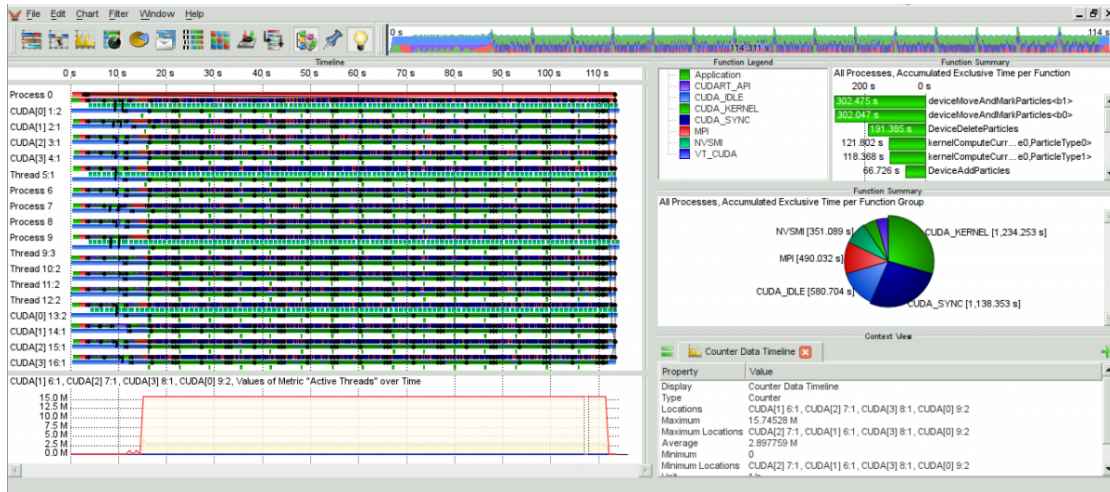 File Edit Chart Filter Window Help
0 s 114.311 s 114 s
Timeline
0 s 10 s 20 s 30 s 40 s 50 s 60 s 70 s 80 s 90 s 100 s 110 s
Process 0
CUDA[0] 1:2
CUDA[1] 2:1
CUDA[2] 3:1
CUDA[3] 4:1
Thread 5:1
Process 6
Process 7
Process 8
Process 9
Thread 9:3
Thread 10:2
Thread 11:2
Thread 12:2
CUDA[0] 13:2
CUDA[1] 14:1
CUDA[2] 15:1
CUDA[3] 16:1
CUDA[1] 6:1, CUDA[2] 7:1, CUDA[3] 8:1, CUDA[0] 9:2, Values of Metric "Active Threads" over Time
15.0 M
12.5 M
10.0 M
7.5 M
5.0 M
2.5 M
0.0 M
Function Legend
Application
CUDART_API
CUDA_IDLE
CUDA_KERNEL
CUDA_SYNC
MPI
NVSMI
VT_CUDA
Function Summary
All Processes, Accumulated Exclusive Time per Function
200 s 0 s
302.475 s deviceMoveAndMarkParticles<b1>
302.047 s deviceMoveAndMarkParticles<b0>
191.385 s DeviceDeleteParticles
121.802 s kernelComputeCurr...e0,ParticleType0>
118.368 s kernelComputeCurr...e0,ParticleType1>
66.726 s DeviceAddParticles
Function Summary
All Processes, Accumulated Exclusive Time per Function Group
NVSMI [351.089 s]
CUDA_KERNEL [1,234.253 s]
MPI [490.032 s]
CUDA_IDLE [580.704 s]
CUDA_SYNC [1,138.353 s]
Context View
Counter Data Timeline
Property Value
Display Counter Data Timeline
Type Counter
Locations CUDA[1] 6:1, CUDA[2] 7:1, CUDA[3] 8:1, CUDA[0] 9:2
Maximum 15.74528 M
Maximum Locations CUDA[2] 7:1, CUDA[1] 6:1, CUDA[3] 8:1, CUDA[0] 9:2
Average 2.897759 M
Minimum 0
Minimum Locations CUDA[2] 7:1, CUDA[1] 6:1, CUDA[3] 8:1, CUDA[0] 9:2